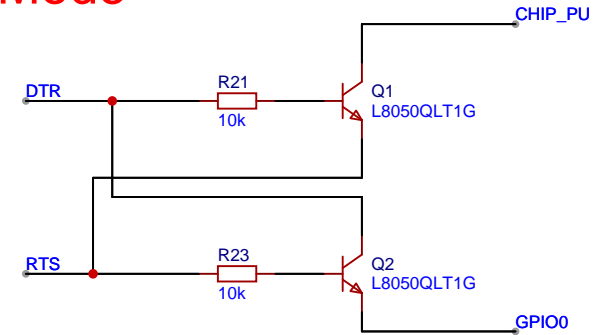 CHIP_PU
DTR
R21
10k
Q1
L8050QLT1G
RTS
R23
10k
Q2
L8050QLT1G
GPIO0